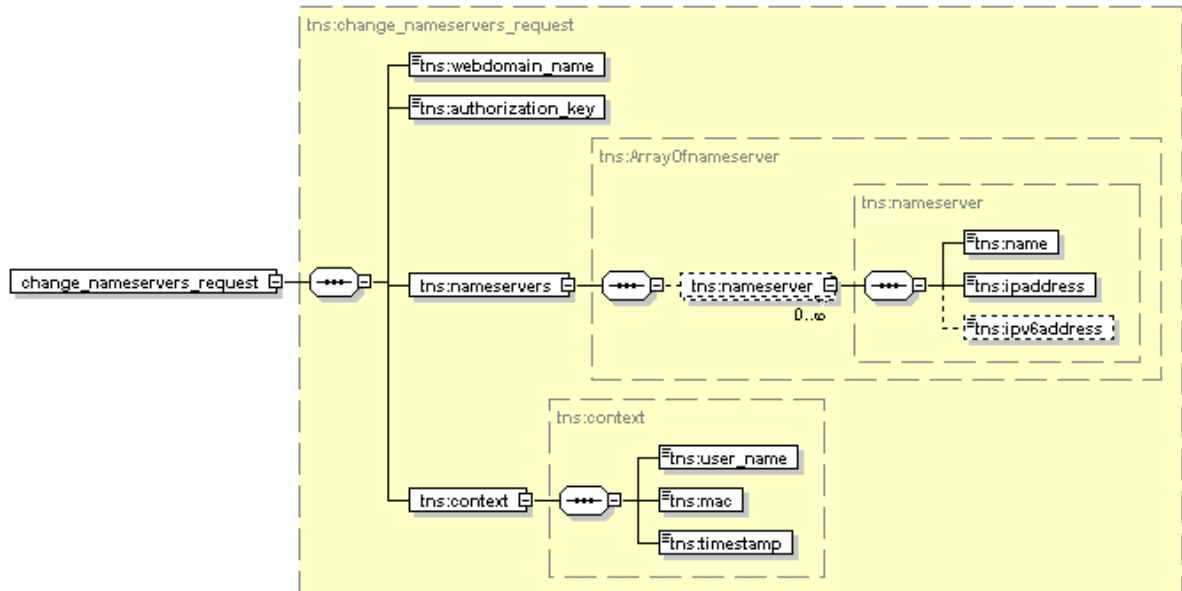 tns:change_nameservers_request
tns:webdomain_name
tns:authorization_key
tns:ArrayOfnameserver
tns:nameserver
tns:name
change_nameservers_request
tns:nameservers
tns:nameserver
tns:ipaddress
0..∞
tns:ipv6address
tns:context
tns:user_name
tns:context
tns:mac
tns:timestamp